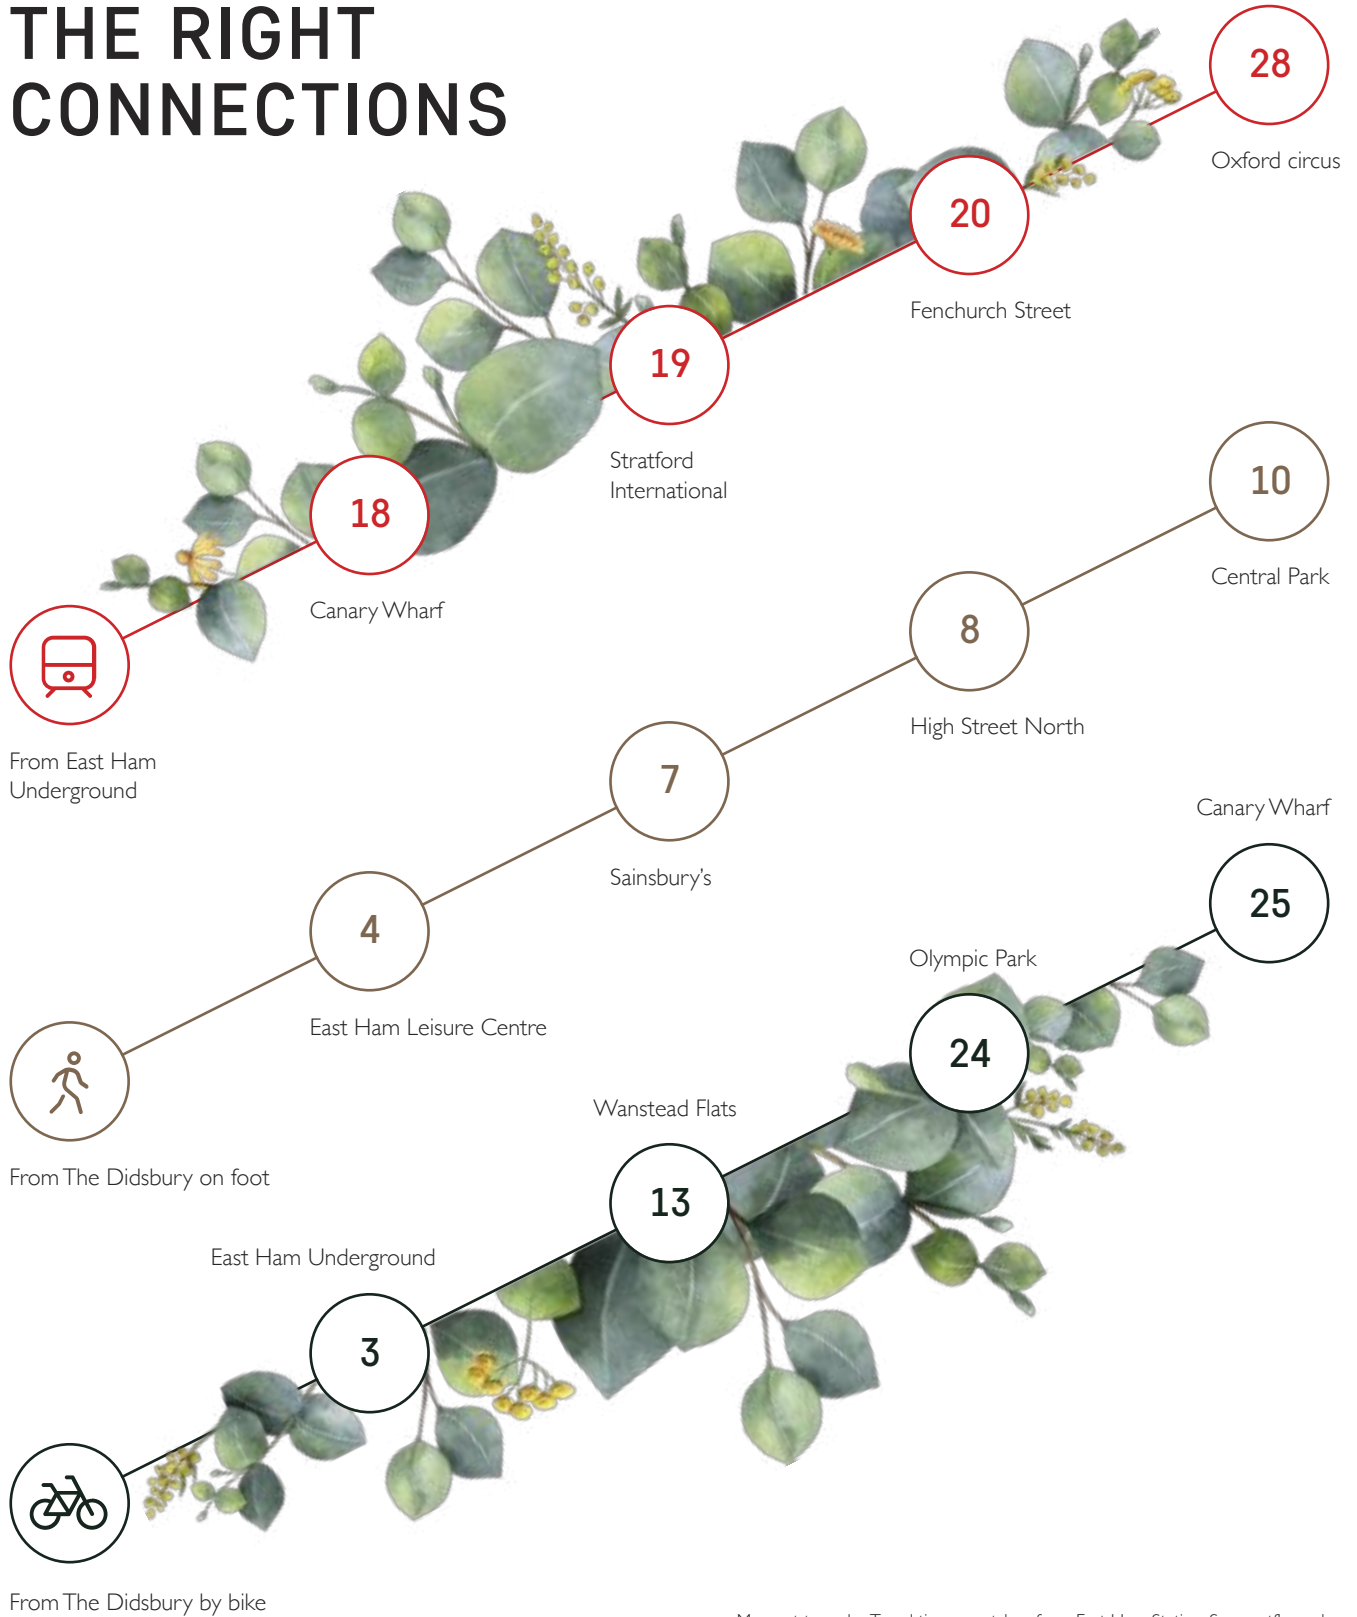 THE RIGHT
CONNECTIONS
28
Oxford circus
20
Fenchurch Street
19
Stratford
International
18
Canary Wharf
From East Ham
Underground
10
Central Park
8
High Street North
7
Sainsbury's
4
East Ham Leisure Centre
From The Didsbury on foot
Canary Wharf
25
Olympic Park
24
Wanstead Flats
13
East Ham Underground
3
From The Didsbury by bike